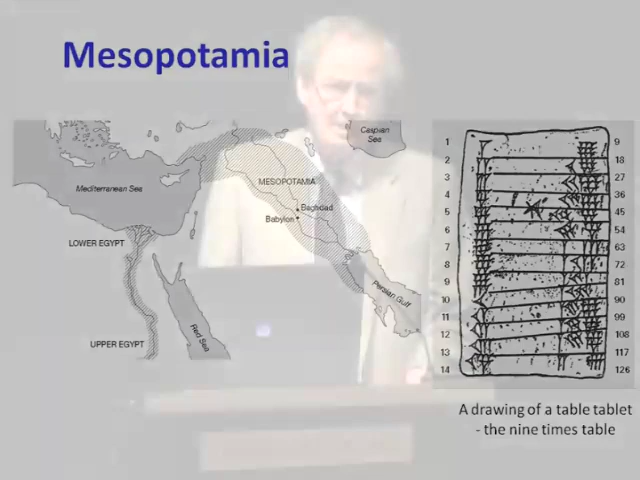 Mesopotamia
Caspian
Sea
Mediterranean Sea
MESOPOTAMIA
Baghdad
Babylon
LOWER EGYPT
Persian Gulf
Red Sea
UPPER EGYPT
1 9
2 18
3 27
4 36
5 45
6 54
7 63
8 72
9 81
10 90
11 99
12 108
13 117
14 126
A drawing of a table tablet
- the nine times table